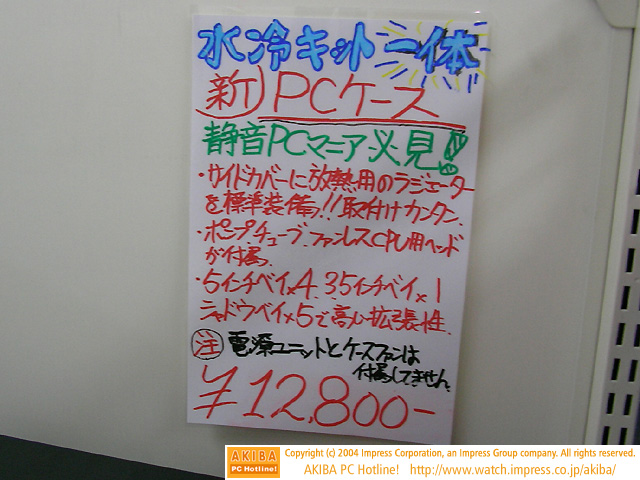 水冷キット一体
新PCケース
静音PCマニア必見!!
・サイドカバーに放熱用のラジエーター
を標準装備!!取付けカンタン.
・ポンプ.チューブ.ファンレスCPU用ヘッド
が付属.
・5インチベイ×4.3.5インチベイ×1
シャドウベイ×5で高い拡張性.
注 電源ユニットとケースファンは
付属してきません.
¥12,800-
AKIBA
PC Hotline!
Copyright (c) 2004 Impress Corporation, an Impress Group company. All rights reserved.
AKIBA PC Hotline! http://www.watch.impress.co.jp/akiba/